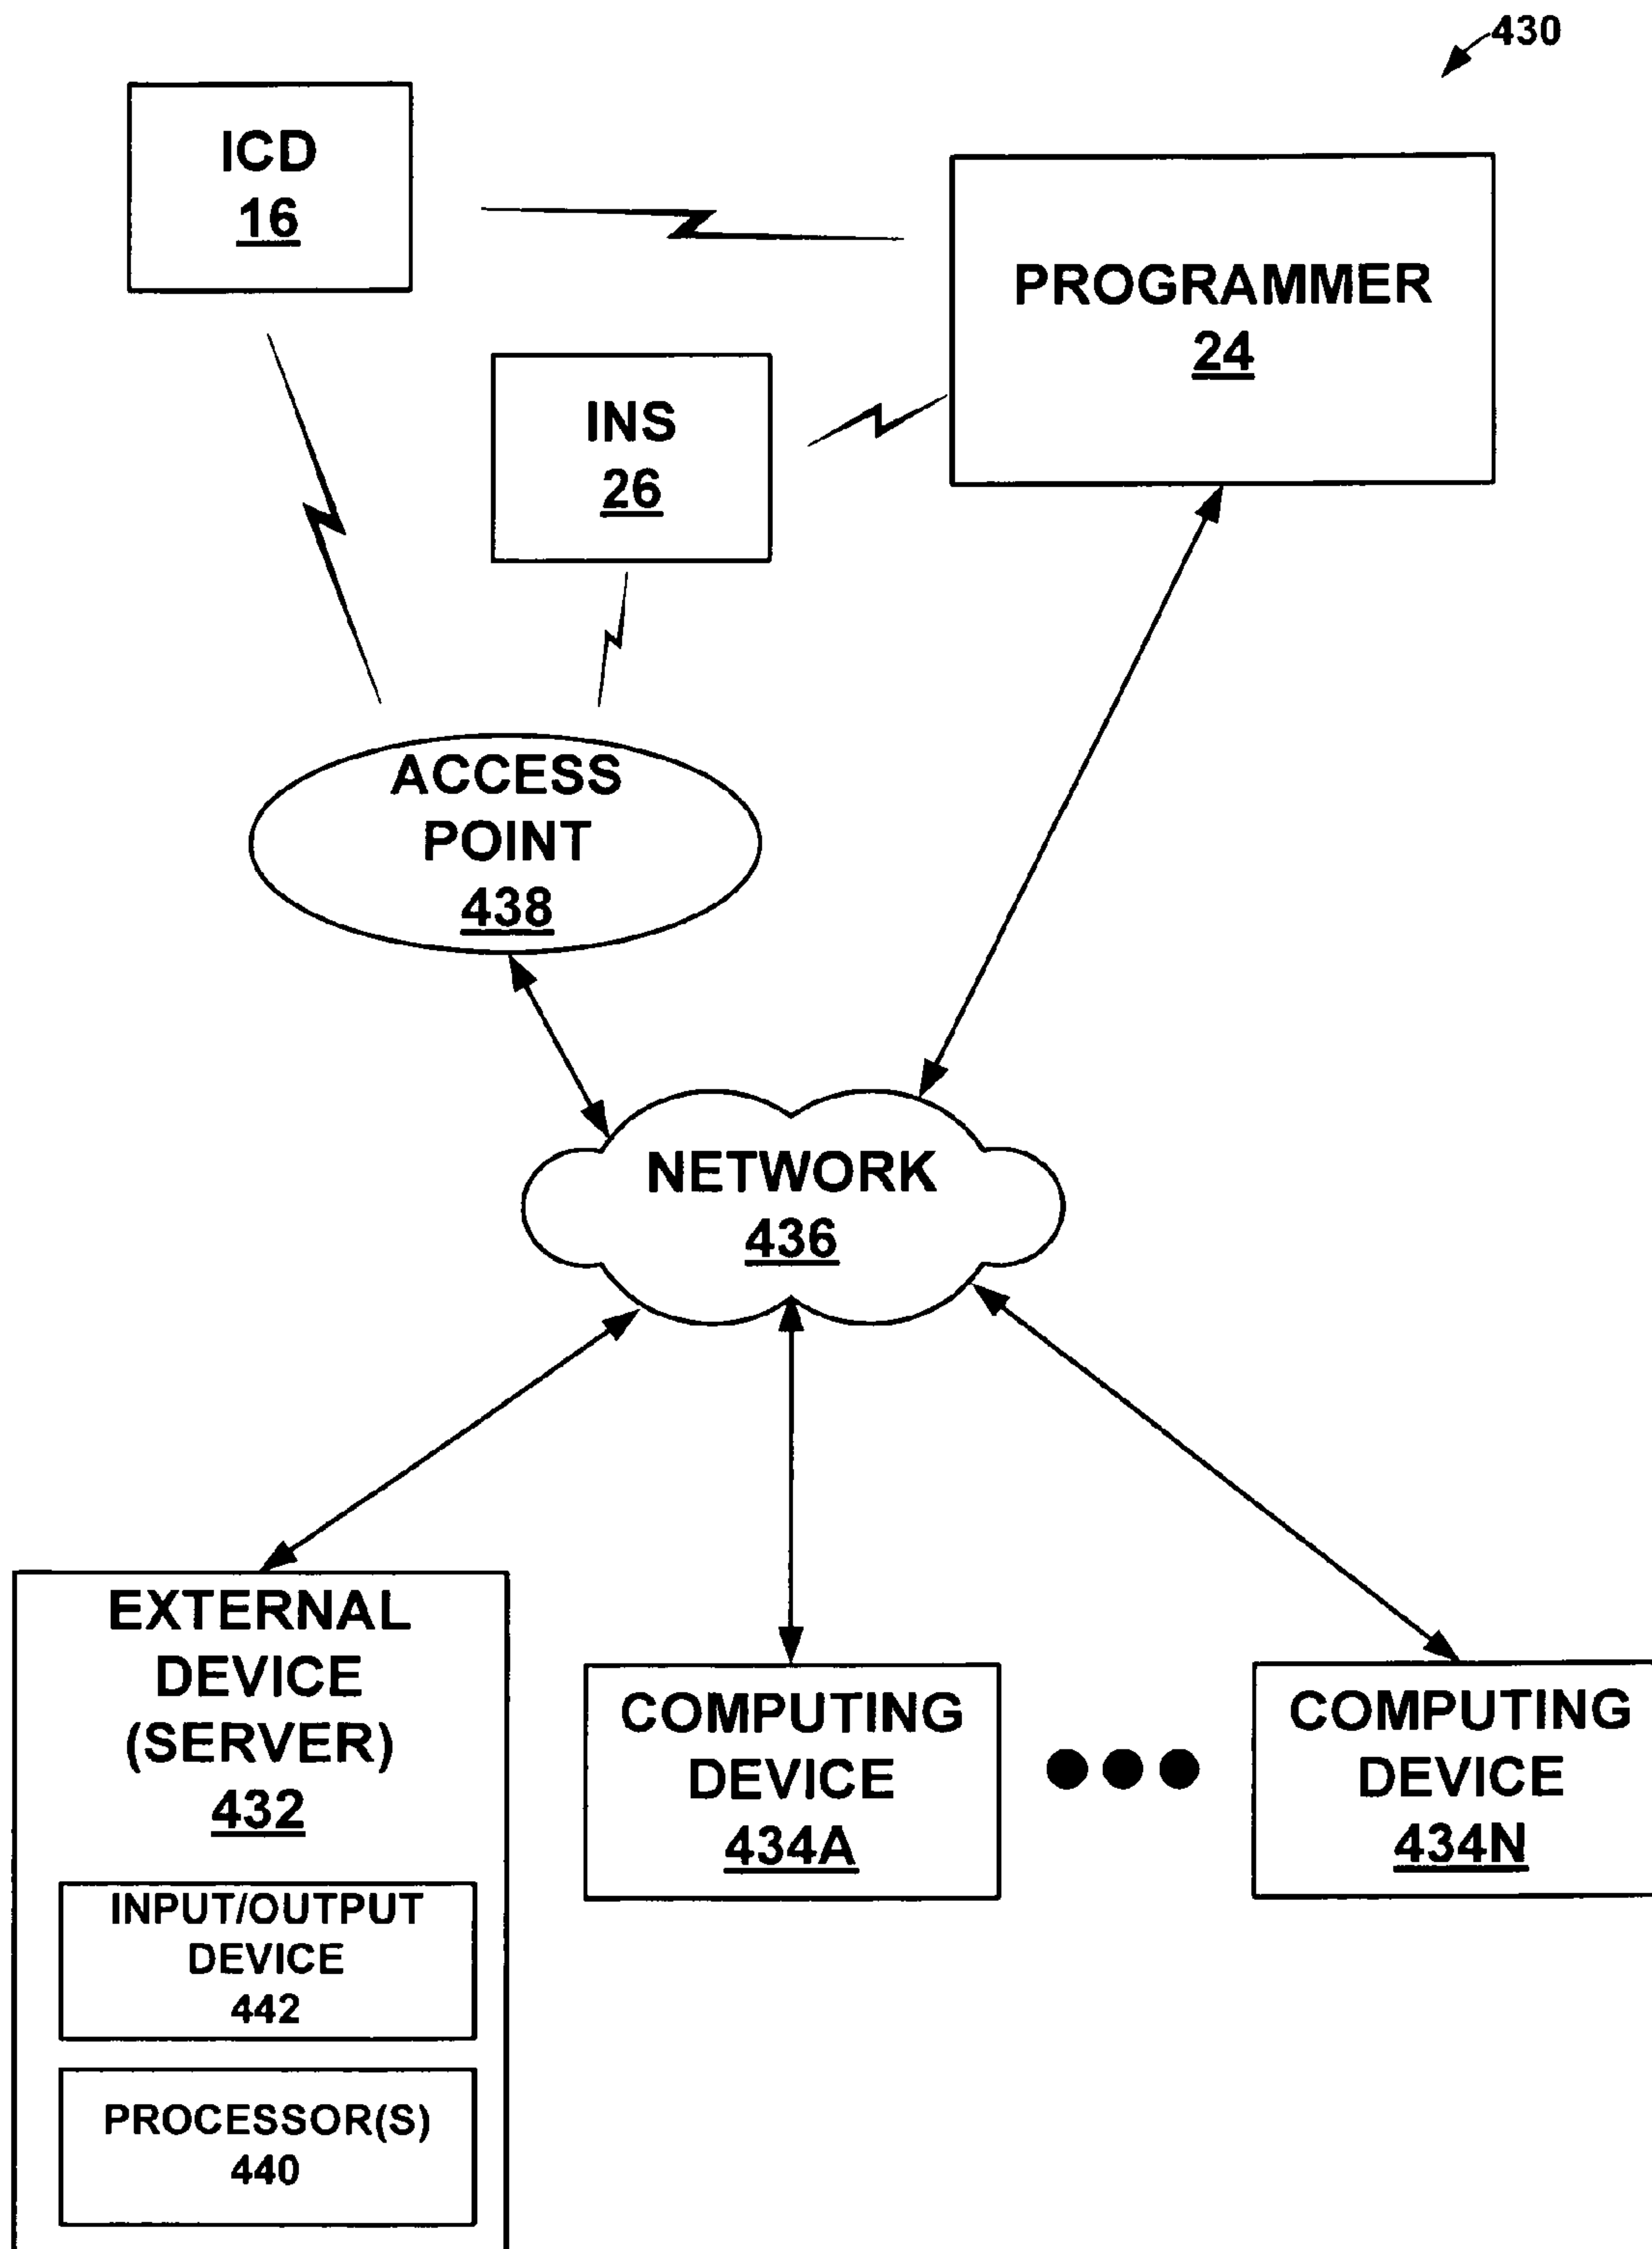 430
ICD
16
PROGRAMMER
24
INS
26
ACCESS
POINT
438
NETWORK
436
EXTERNAL
DEVICE
(SERVER)
432
INPUT/OUTPUT
DEVICE
442
PROCESSOR(S)
440
COMPUTING
DEVICE
434A
COMPUTING
DEVICE
434N